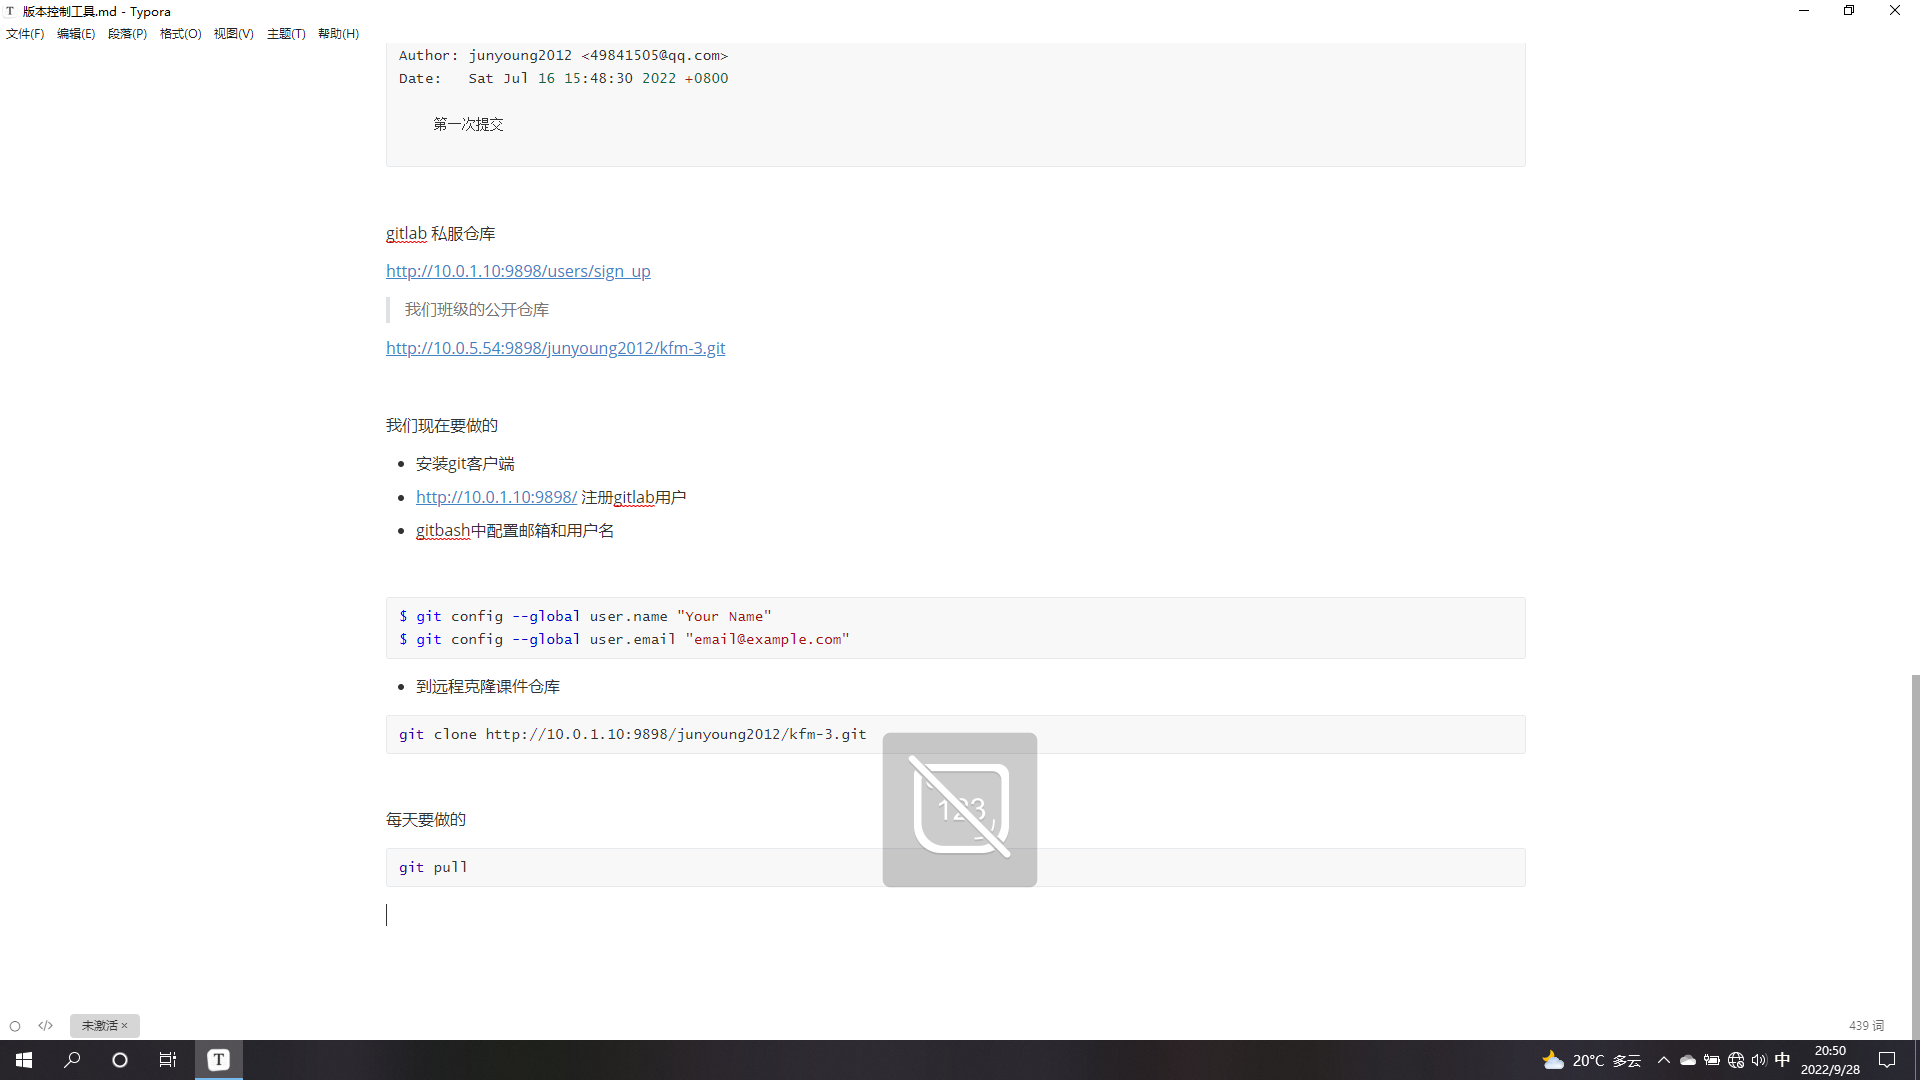 版本控制工具.md - Typora
文件(F) 编辑(E) 段落(P) 格式(O) 视图(V) 主题(T) 帮助(H)
Author: junyoung2012 <49841505@qq.com>
Date:   Sat Jul 16 15:48:30 2022 +0800
第一次提交
gitlab 私服仓库
http://10.0.1.10:9898/users/sign_up
我们班级的公开仓库
http://10.0.5.54:9898/junyoung2012/kfm-3.git
我们现在要做的
安装git客户端
http://10.0.1.10:9898/ 注册gitlab用户
gitbash中配置邮箱和用户名
$ git config --global user.name "Your Name"
$ git config --global user.email "email@example.com"
到远程克隆课件仓库
git clone http://10.0.1.10:9898/junyoung2012/kfm-3.git
123
每天要做的
git pull
</> 未激活 × 439 词
T 20°C 多云 中 20:50
2022/9/28